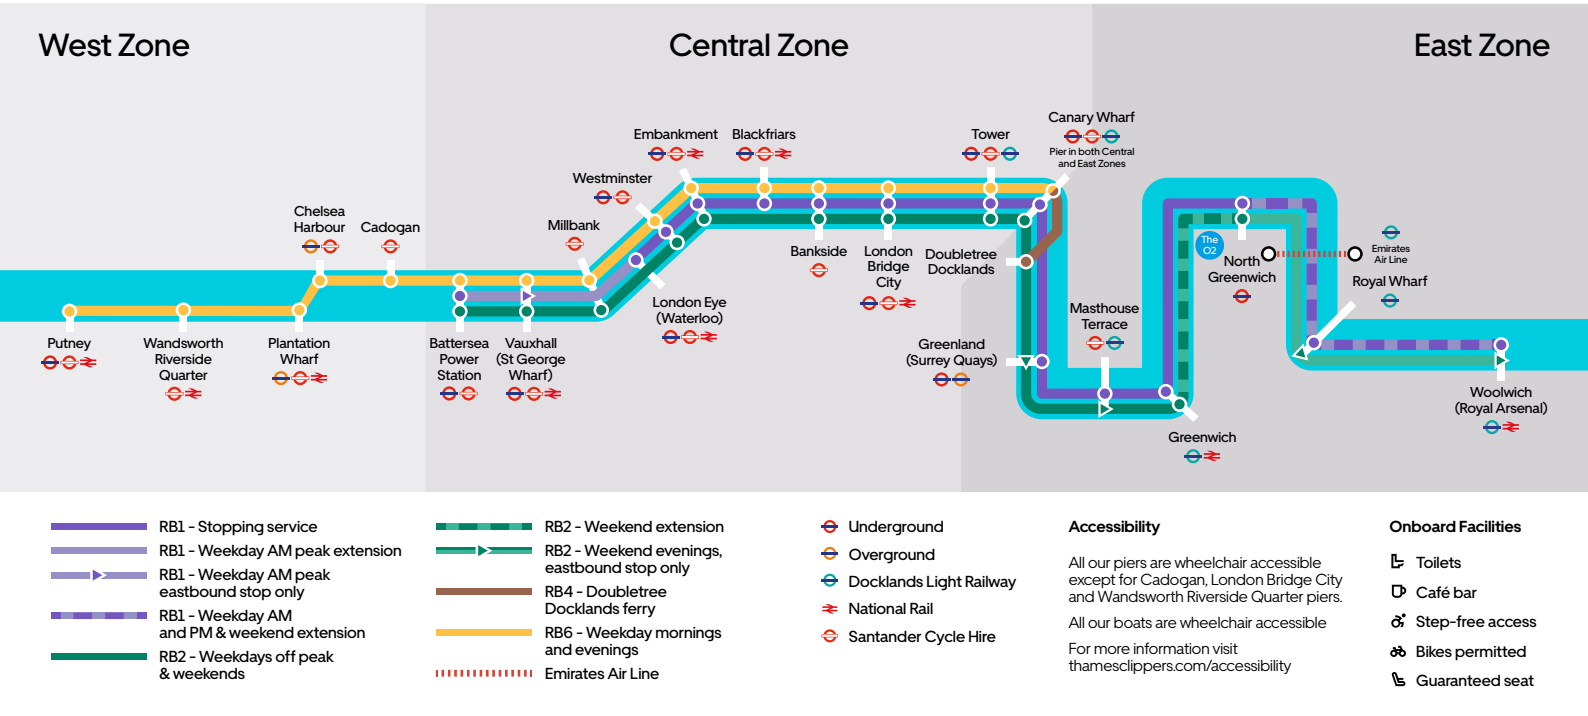 West Zone
Central Zone
East Zone
Canary Wharf
Pier in both Central
and East Zones
Embankment
Blackfriars
Tower
Westminster
Chelsea
Harbour
Cadogan
Millbank
Bankside
London
Bridge
City
Doubletree
Docklands
The
O2
North
Greenwich
Emirates
Air Line
Royal Wharf
London Eye
(Waterloo)
Masthouse
Terrace
Putney
Wandsworth
Riverside
Quarter
Plantation
Wharf
Battersea
Power
Station
Vauxhall
(St George
Wharf)
Greenland
(Surrey Quays)
Greenwich
Woolwich
(Royal Arsenal)
RB1 - Stopping service
RB1 - Weekday AM peak extension
RB1 - Weekday AM peak
eastbound stop only
RB1 - Weekday AM
and PM & weekend extension
RB2 - Weekdays off peak
& weekends
RB2 - Weekend extension
RB2 - Weekend evenings,
eastbound stop only
RB4 - Doubletree
Docklands ferry
RB6 - Weekday mornings
and evenings
Emirates Air Line
Underground
Overground
Docklands Light Railway
National Rail
Santander Cycle Hire
Accessibility
All our piers are wheelchair accessible
except for Cadogan, London Bridge City
and Wandsworth Riverside Quarter piers.
All our boats are wheelchair accessible
For more information visit
thamesclippers.com/accessibility
Onboard Facilities
Toilets
Café bar
Step-free access
Bikes permitted
Guaranteed seat